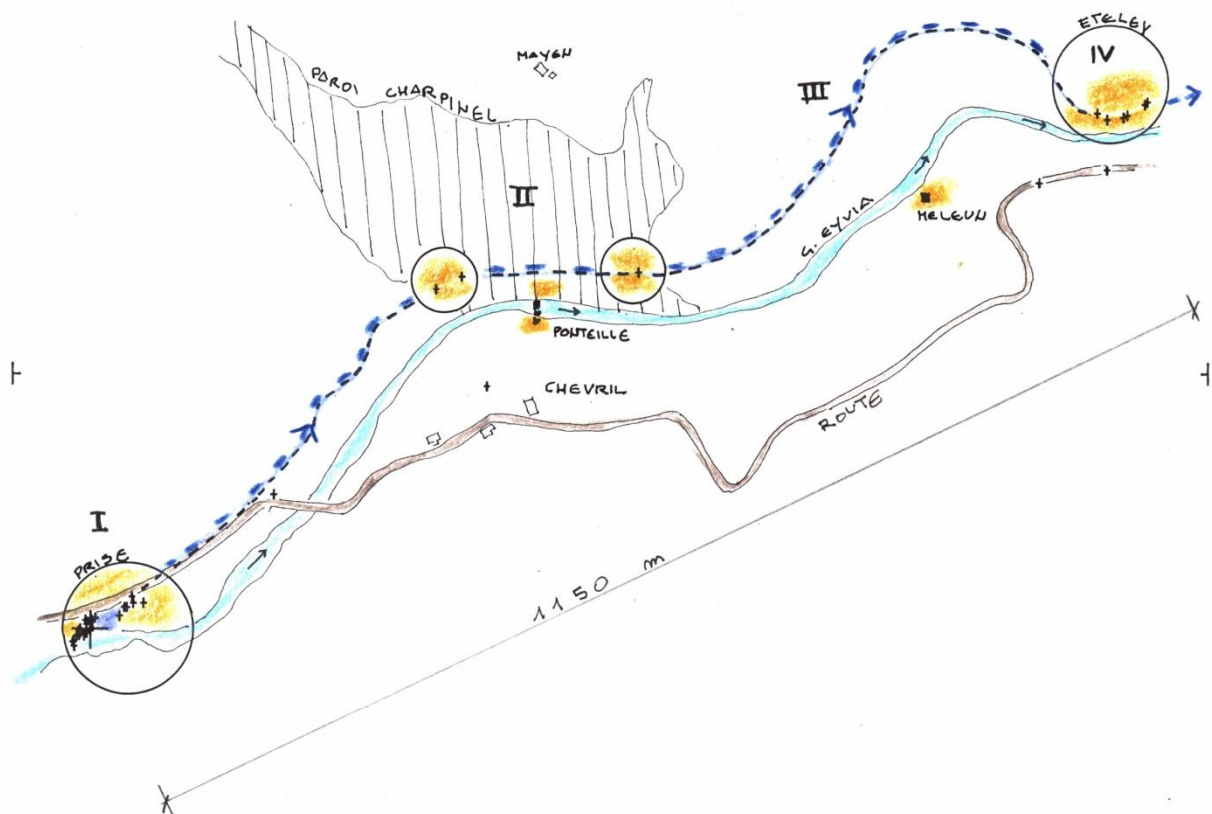 ETELEY
IV
MAYEN
PAROI CHARPINEL
III
II
G. EYVIA
MELEUN
PONTEILLE
CHEVRIL
ROUTE
I
PRISE
1150 m